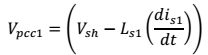 V_{pcc1} = \left( V_{sh} - L_{s1} \left( \frac{di_{s1}}{dt} \right) \right)